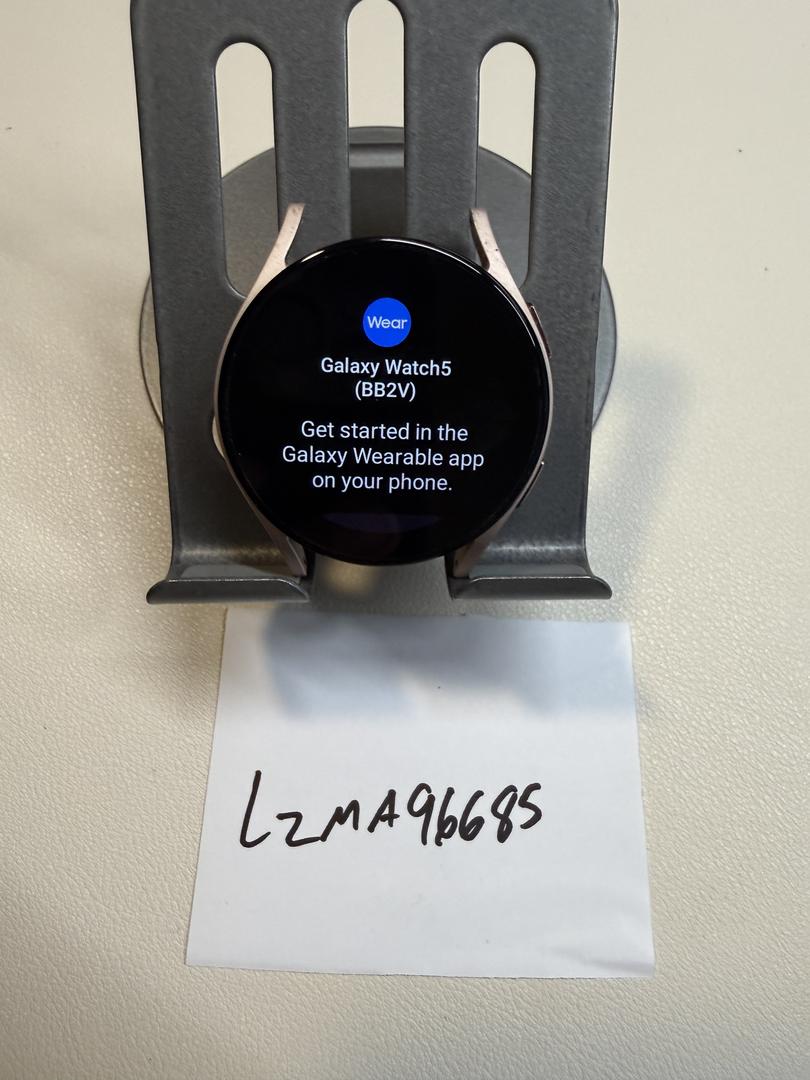 Wear
Galaxy Watch5
(BB2V)
Get started in the
Galaxy Wearable app
on your phone.
LZMA96685